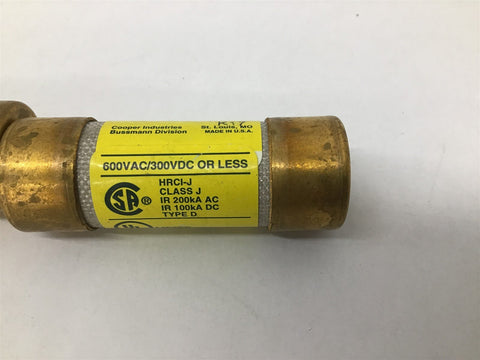 Cooper Industries
Bussmann Division
St. Louis, MO
MADE IN U.S.A.
600VAC/300VDC OR LESS
HRCI-J
CLASS J
IR 200kA AC
IR 100kA DC
TYPE D